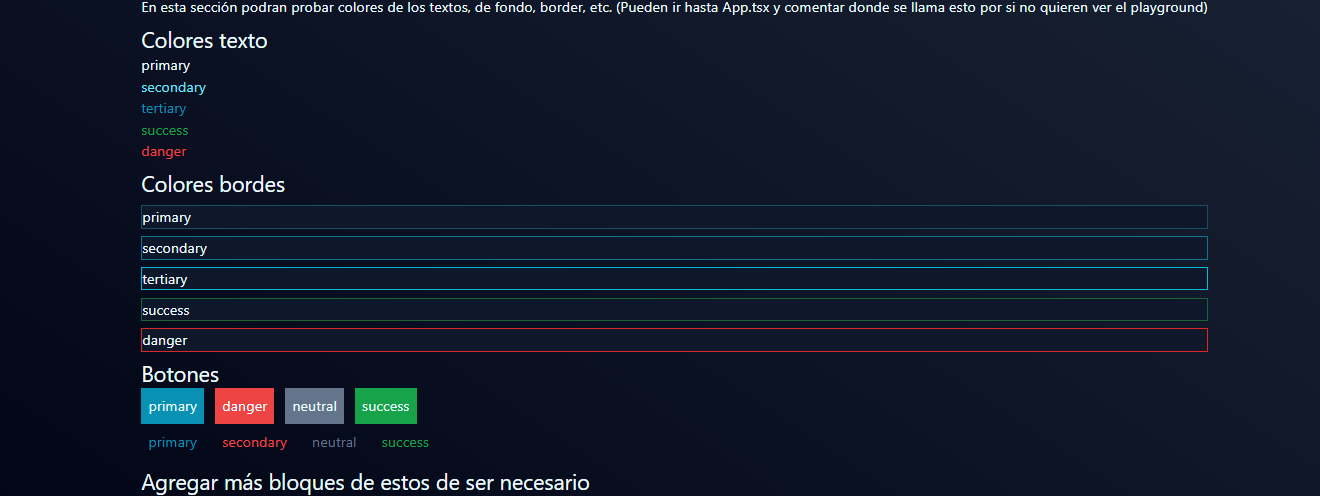 En esta sección podran probar colores de los textos, de fondo, border, etc. (Pueden ir hasta App.tsx y comentar donde se llama esto por si no quieren ver el playground)
Colores texto
primary
secondary
tertiary
success
danger
Colores bordes
primary
secondary
tertiary
success
danger
Botones
primary danger neutral success
primary secondary neutral success
Agregar más bloques de estos de ser necesario